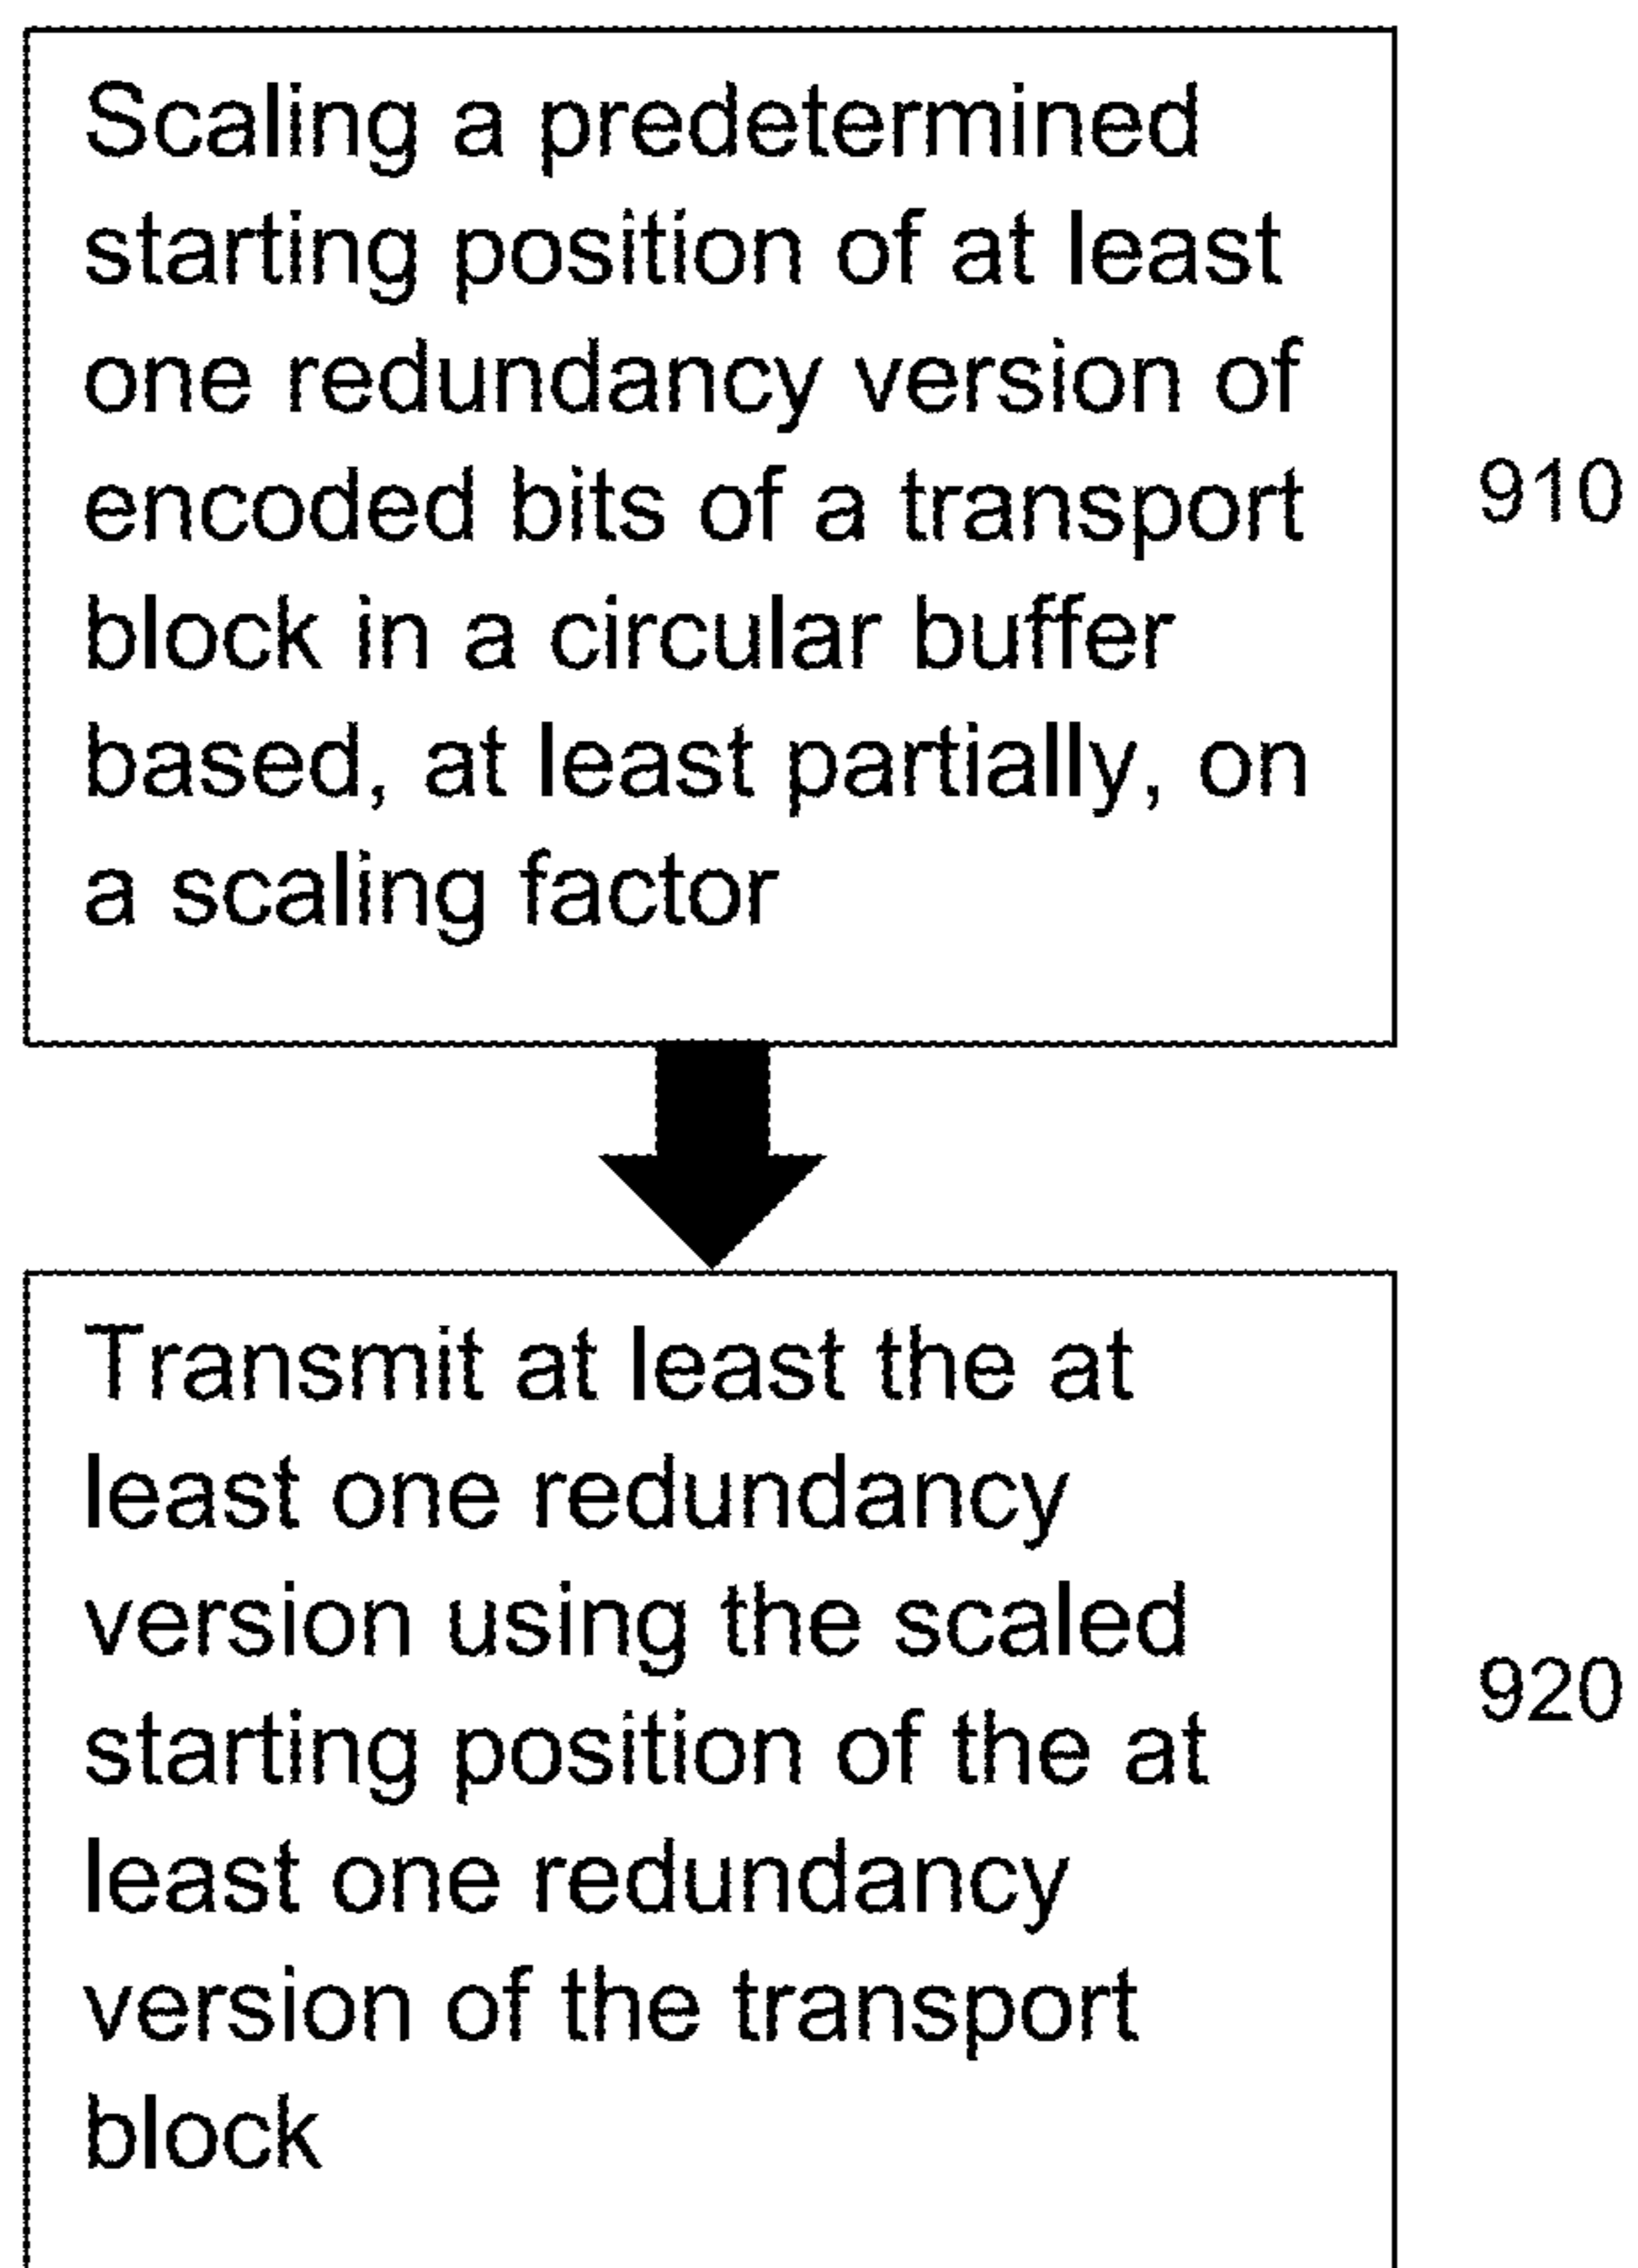 Scaling a predetermined
starting position of at least
one redundancy version of
encoded bits of a transport
block in a circular buffer
based, at least partially, on
a scaling factor
910
Transmit at least the at
least one redundancy
version using the scaled
starting position of the at
least one redundancy
version of the transport
block
920